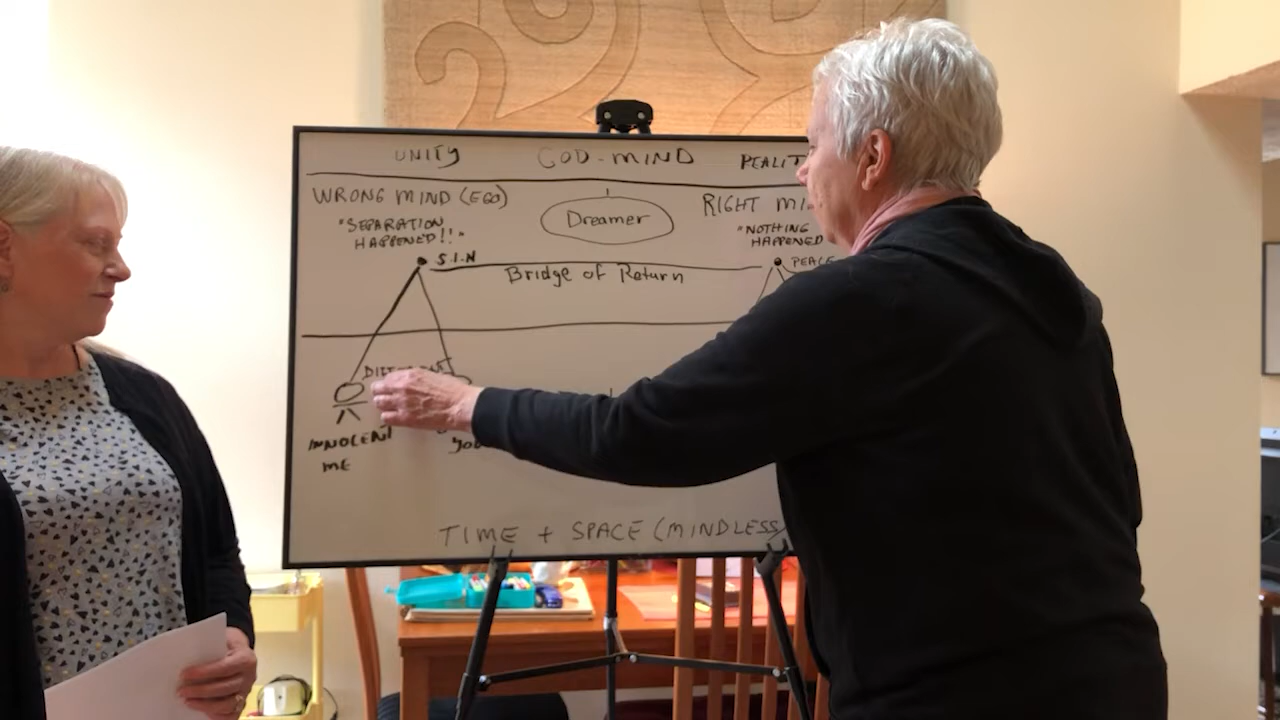 UNITY GOD-MIND REALIT
WRONG MIND (EGO) Dreamer RIGHT MI
"SEPARATION HAPPENED!!"
"NOTHING HAPPENED
S.I.N PEACE
Bridge of Return
INNOCENT ME
TIME + SPACE (MINDLESS